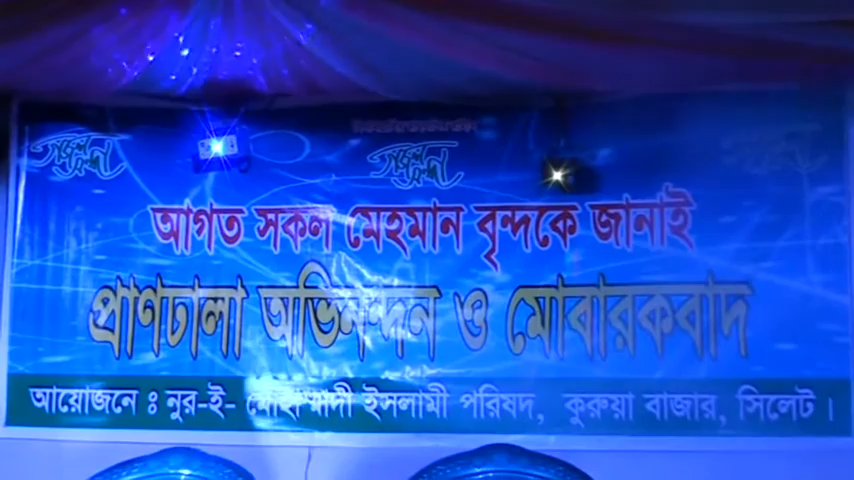 আগত সকল মেহমান বৃন্দকে জানাই
প্রাণঢালা অভিনন্দন ও মোবারকবাদ
আয়োজনে : নুর-ই- মোহাম্মাদী ইসলামী পরিষদ, কুরুয়া বাজার, সিলেট।